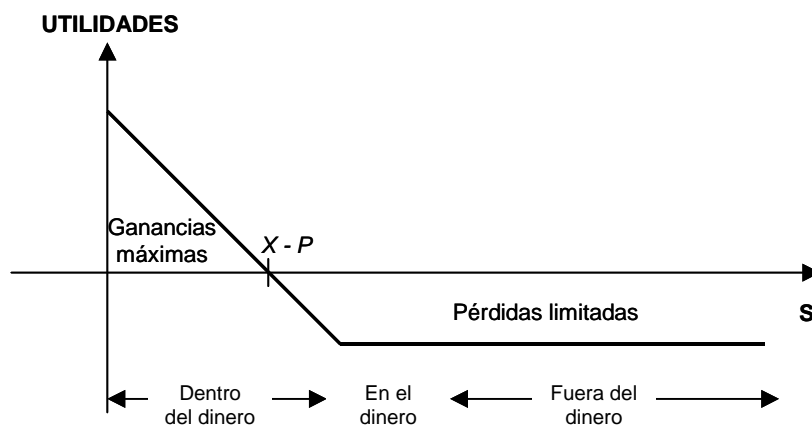 UTILIDADES
Ganancias
máximas
X - P
Pérdidas limitadas
S
Dentro
del dinero
En el
dinero
Fuera del
dinero